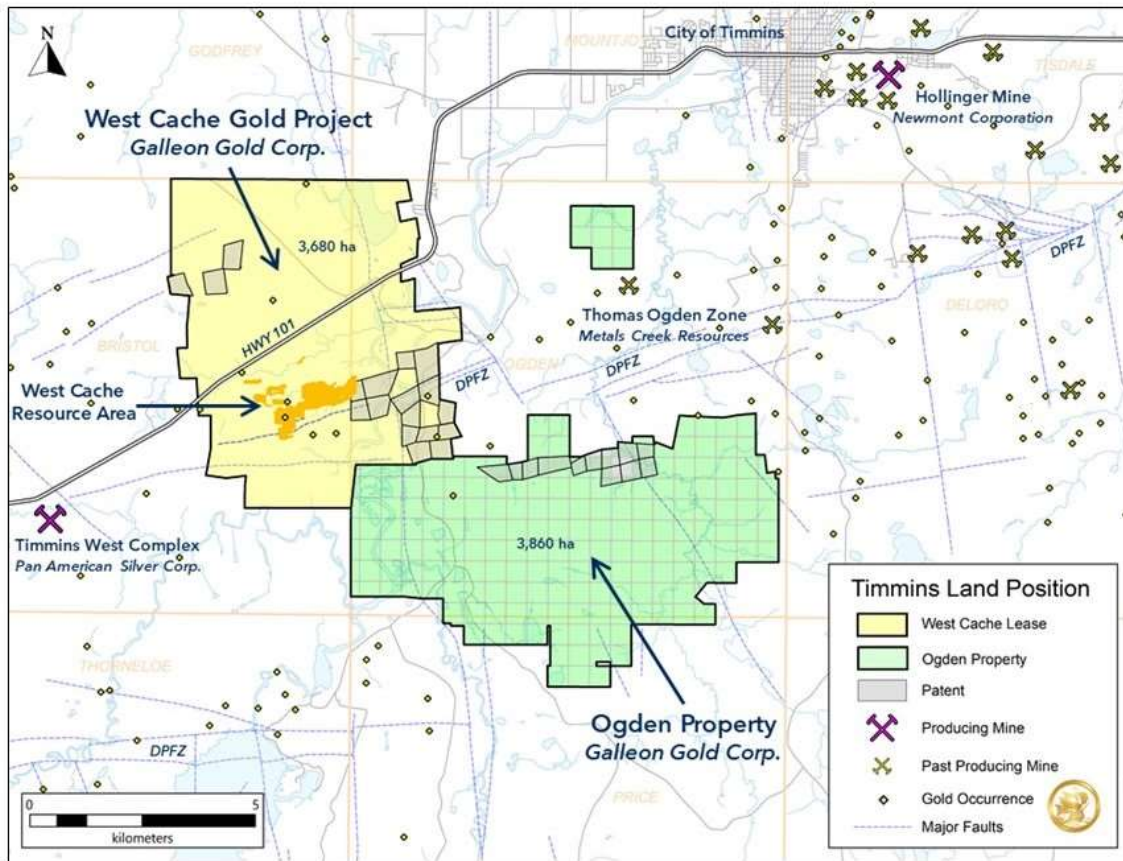 N
GODFREY
MOUNTJOY
City of Timmins
TISDALE
Hollinger Mine
Newmont Corporation
West Cache Gold Project
Galleon Gold Corp.
3,680 ha
HWY 101
BRISTOL
DPFZ
Thomas Ogden Zone
Metals Creek Resources
DELORO
OGDEN
DPFZ
DPFZ
West Cache
Resource Area
Timmins West Complex
Pan American Silver Corp.
3,860 ha
THORNELOE
DPFZ
Ogden Property
Galleon Gold Corp.
PRICE
0 5
kilometers
Timmins Land Position
West Cache Lease
Ogden Property
Patent
Producing Mine
Past Producing Mine
Gold Occurrence
Major Faults